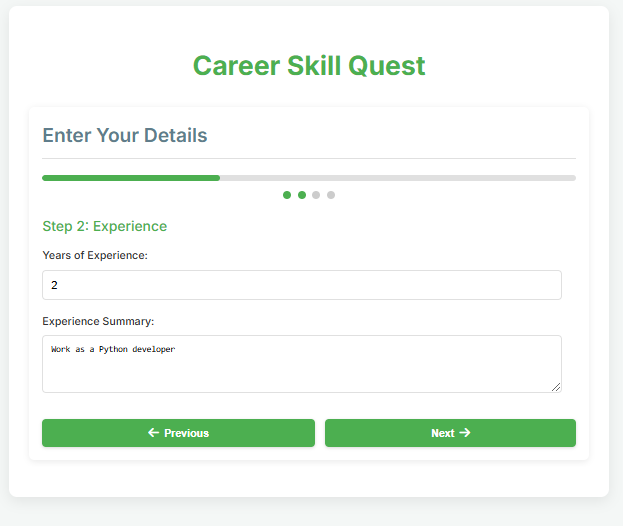 Career Skill Quest
Enter Your Details
Step 2: Experience
Years of Experience:
2
Experience Summary:
Work as a Python developer
← Previous
Next →